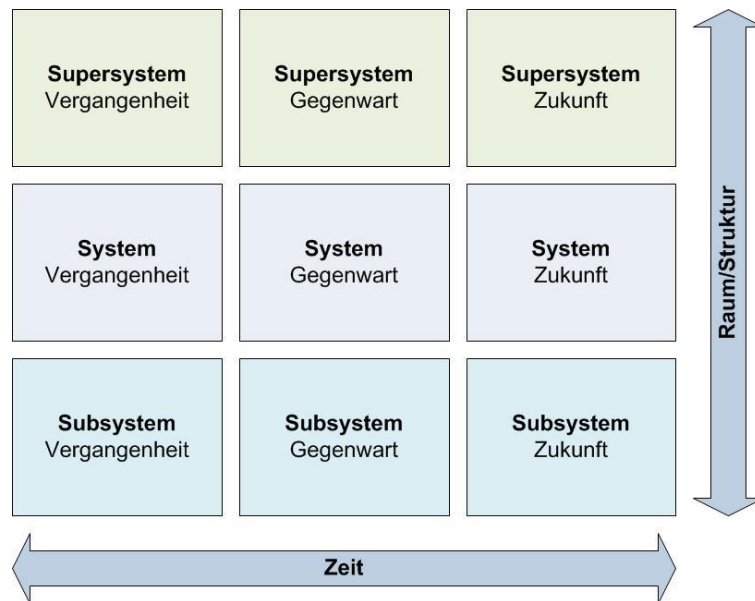 Supersystem
Vergangenheit
Supersystem
Gegenwart
Supersystem
Zukunft
System
Vergangenheit
System
Gegenwart
System
Zukunft
Subsystem
Vergangenheit
Subsystem
Gegenwart
Subsystem
Zukunft
Raum/Struktur
Zeit